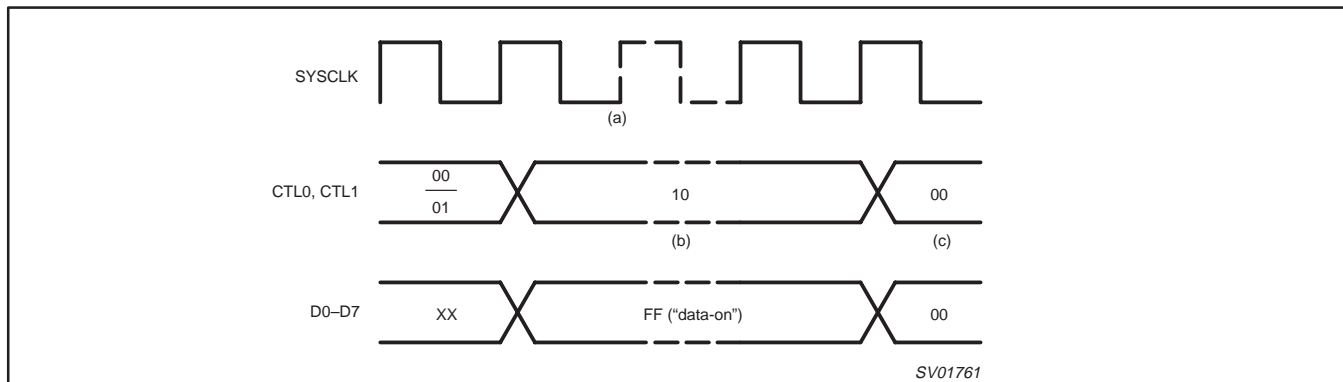 SYSCLK
(a)
CTL0, CTL1
00
01
10
00
(b)
(c)
D0–D7
XX
FF (“data-on”)
00
SV01761